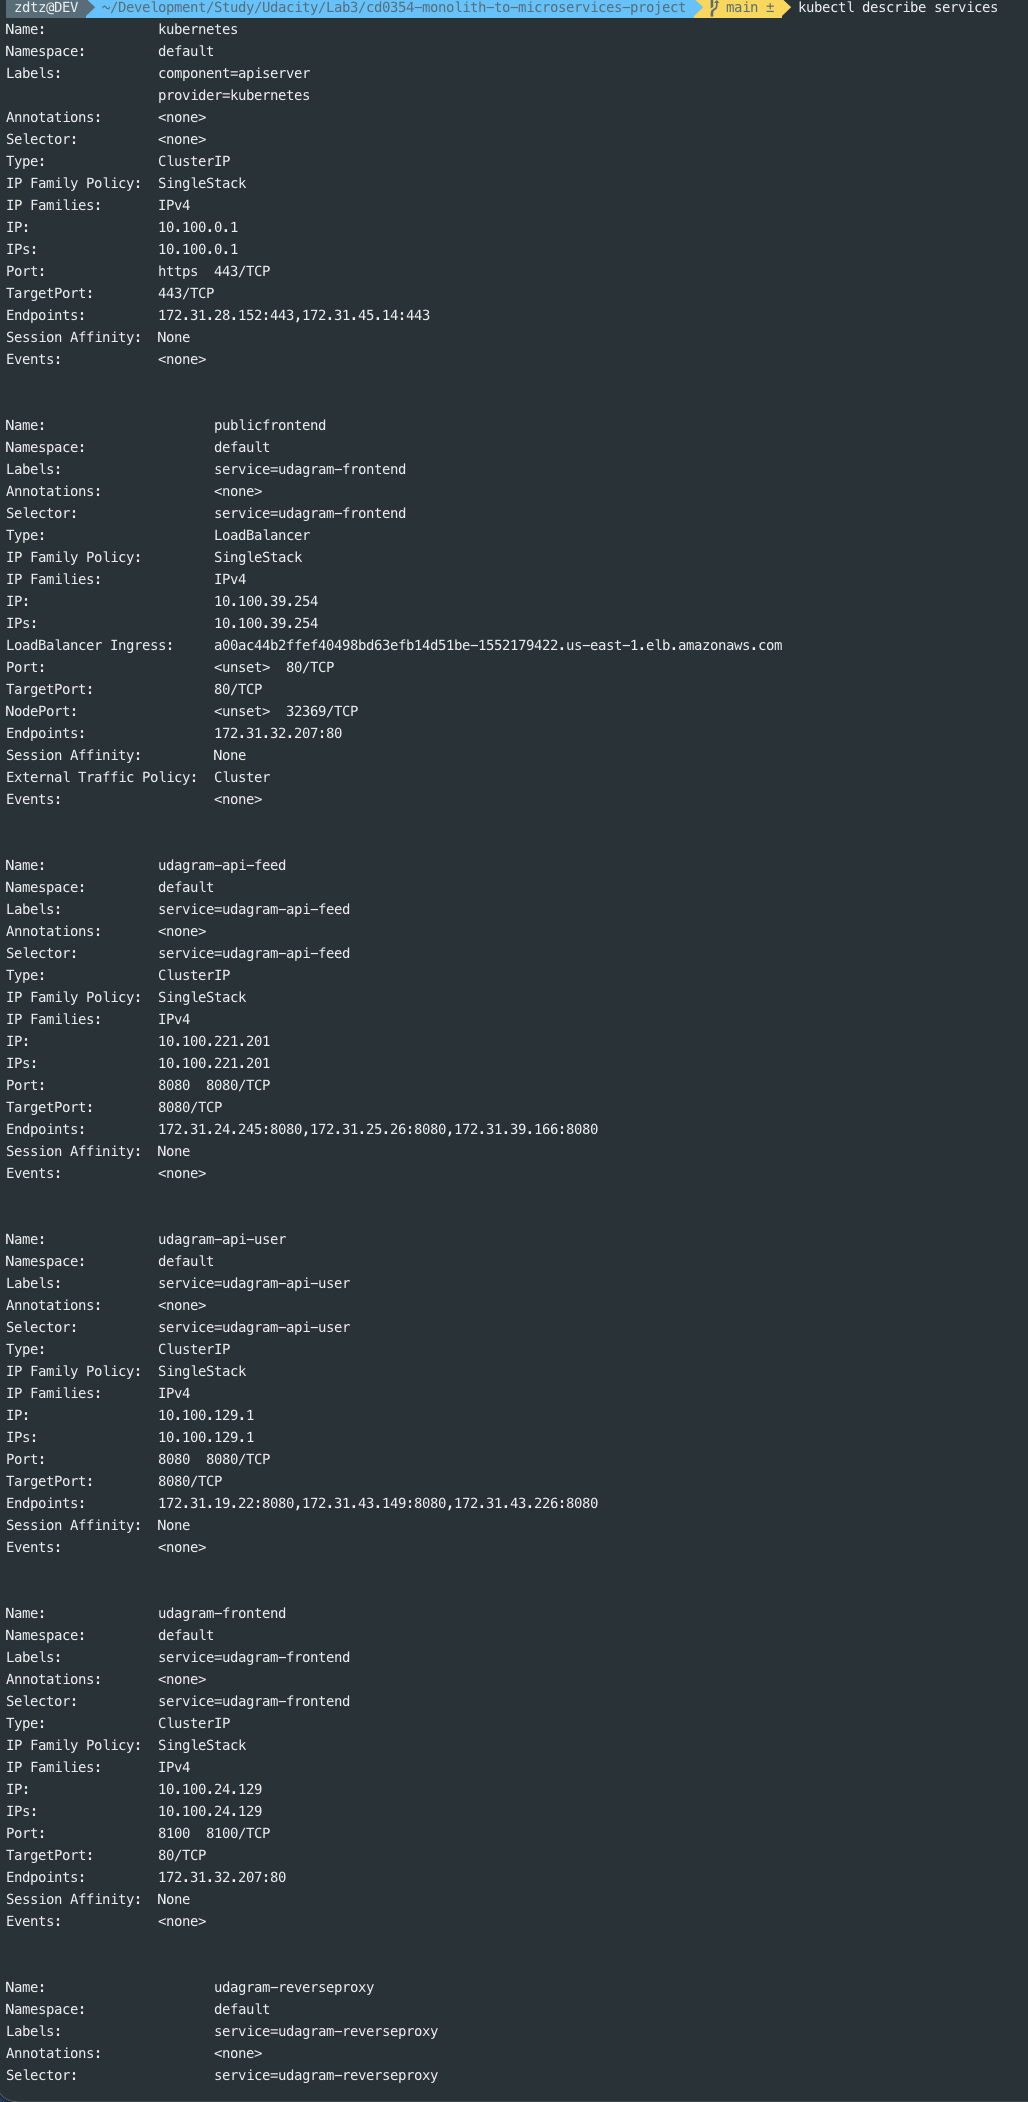 zdtz@DEV ~/Development/Study/Udacity/Lab3/cd0354-monolith-to-microservices-project main ± kubectl describe services
Name: kubernetes
Namespace: default
Labels: component=apiserver
provider=kubernetes
Annotations: <none>
Selector: <none>
Type: ClusterIP
IP Family Policy: SingleStack
IP Families: IPv4
IP: 10.100.0.1
IPs: 10.100.0.1
Port: https 443/TCP
TargetPort: 443/TCP
Endpoints: 172.31.28.152:443,172.31.45.14:443
Session Affinity: None
Events: <none>
Name: publicfrontend
Namespace: default
Labels: service=udagram-frontend
Annotations: <none>
Selector: service=udagram-frontend
Type: LoadBalancer
IP Family Policy: SingleStack
IP Families: IPv4
IP: 10.100.39.254
IPs: 10.100.39.254
LoadBalancer Ingress: a00ac44b2ffef40498bd63efb14d51be-1552179422.us-east-1.elb.amazonaws.com
Port: <unset> 80/TCP
TargetPort: 80/TCP
NodePort: <unset> 32369/TCP
Endpoints: 172.31.32.207:80
Session Affinity: None
External Traffic Policy: Cluster
Events: <none>
Name: udagram-api-feed
Namespace: default
Labels: service=udagram-api-feed
Annotations: <none>
Selector: service=udagram-api-feed
Type: ClusterIP
IP Family Policy: SingleStack
IP Families: IPv4
IP: 10.100.221.201
IPs: 10.100.221.201
Port: 8080 8080/TCP
TargetPort: 8080/TCP
Endpoints: 172.31.24.245:8080,172.31.25.26:8080,172.31.39.166:8080
Session Affinity: None
Events: <none>
Name: udagram-api-user
Namespace: default
Labels: service=udagram-api-user
Annotations: <none>
Selector: service=udagram-api-user
Type: ClusterIP
IP Family Policy: SingleStack
IP Families: IPv4
IP: 10.100.129.1
IPs: 10.100.129.1
Port: 8080 8080/TCP
TargetPort: 8080/TCP
Endpoints: 172.31.19.22:8080,172.31.43.149:8080,172.31.43.226:8080
Session Affinity: None
Events: <none>
Name: udagram-frontend
Namespace: default
Labels: service=udagram-frontend
Annotations: <none>
Selector: service=udagram-frontend
Type: ClusterIP
IP Family Policy: SingleStack
IP Families: IPv4
IP: 10.100.24.129
IPs: 10.100.24.129
Port: 8100 8100/TCP
TargetPort: 80/TCP
Endpoints: 172.31.32.207:80
Session Affinity: None
Events: <none>
Name: udagram-reverseproxy
Namespace: default
Labels: service=udagram-reverseproxy
Annotations: <none>
Selector: service=udagram-reverseproxy